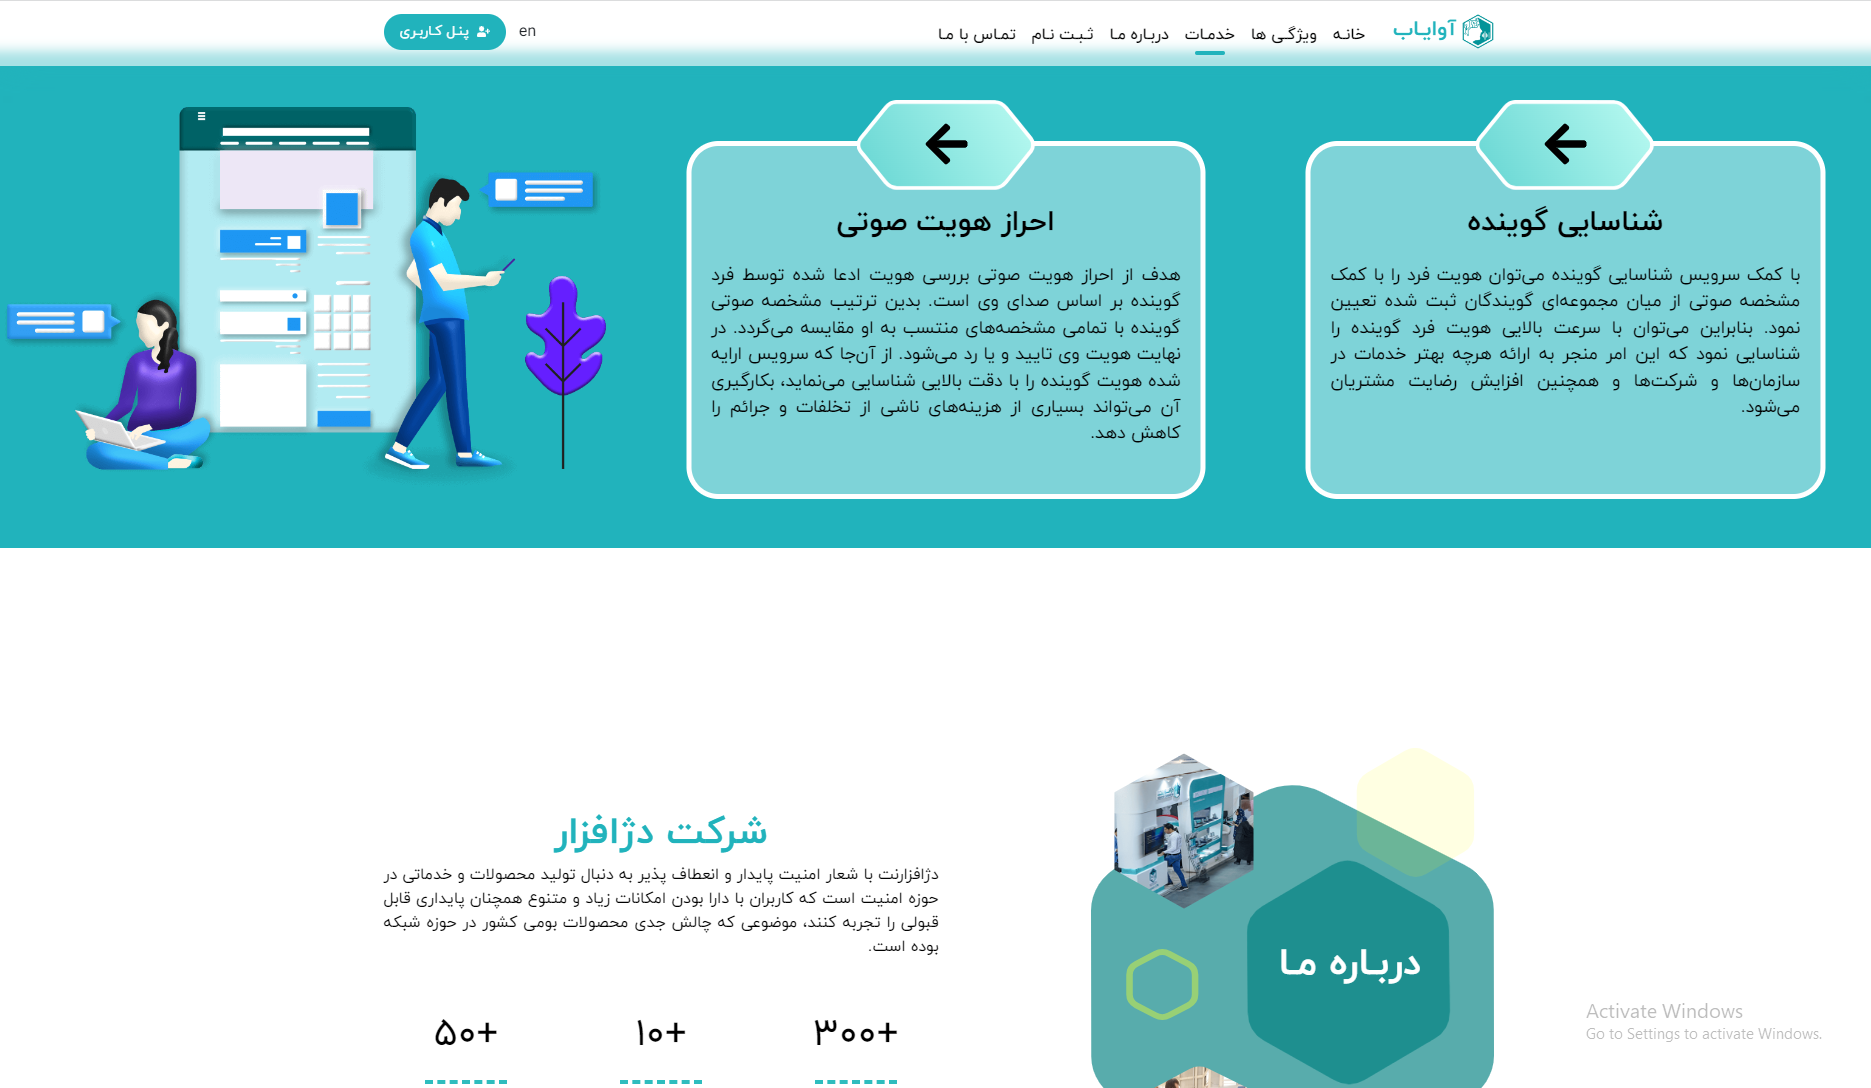 آوایاب
خانه
ویژگی ها
خدمات
درباره ما
ثبت نام
تماس با ما
en
پنل کاربری
شناسایی گوینده
با کمک سرویس شناسایی گوینده می‌توان هویت فرد را با کمک
مشخصه صوتی از میان مجموعه‌ای گویندگان ثبت شده تعیین
نمود. بنابراین می‌توان با سرعت بالایی هویت فرد گوینده را
شناسایی نمود که این امر منجر به ارائه هرچه بهتر خدمات در
سازمان‌ها و شرکت‌ها و همچنین افزایش رضایت مشتریان
می‌شود.
احراز هویت صوتی
هدف از احراز هویت صوتی بررسی هویت ادعا شده توسط فرد
گوینده بر اساس صدای وی است. بدین ترتیب مشخصه صوتی
گوینده با تمامی مشخصه‌های منتسب به او مقایسه می‌گردد. در
نهایت هویت وی تایید و یا رد می‌شود. از آن‌جا که سرویس ارایه
شده هویت گوینده را با دقت بالایی شناسایی می‌نماید، بکارگیری
آن می‌تواند بسیاری از هزینه‌های ناشی از تخلفات و جرائم را
کاهش دهد.
درباره ما
شرکت دژافزار
دژافزارنت با شعار امنیت پایدار و انعطاف پذیر به دنبال تولید محصولات و خدماتی در
حوزه امنیت است که کاربران با دارا بودن امکانات زیاد و متنوع همچنان پایداری قابل
قبولی را تجربه کنند، موضوعی که چالش جدی محصولات بومی کشور در حوزه شبکه
بوده است.
۳۰۰+
۱۰+
۵۰+
Activate Windows
Go to Settings to activate Windows.